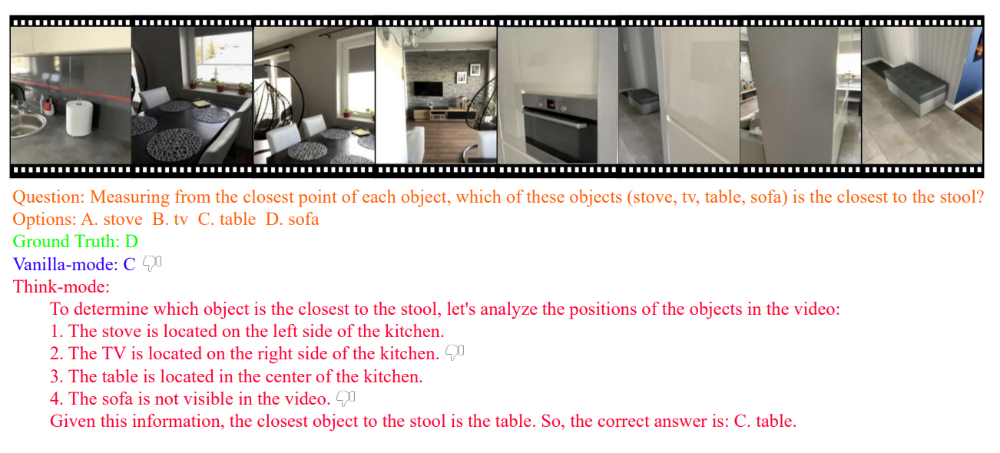 Question: Measuring from the closest point of each object, which of these objects (stove, tv, table, sofa) is the closest to the stool?
Options: A. stove  B. tv  C. table  D. sofa
Ground Truth: D
Vanilla-mode: C
Think-mode:
To determine which object is the closest to the stool, let's analyze the positions of the objects in the video:
1. The stove is located on the left side of the kitchen.
2. The TV is located on the right side of the kitchen.
3. The table is located in the center of the kitchen.
4. The sofa is not visible in the video.
Given this information, the closest object to the stool is the table. So, the correct answer is: C. table.